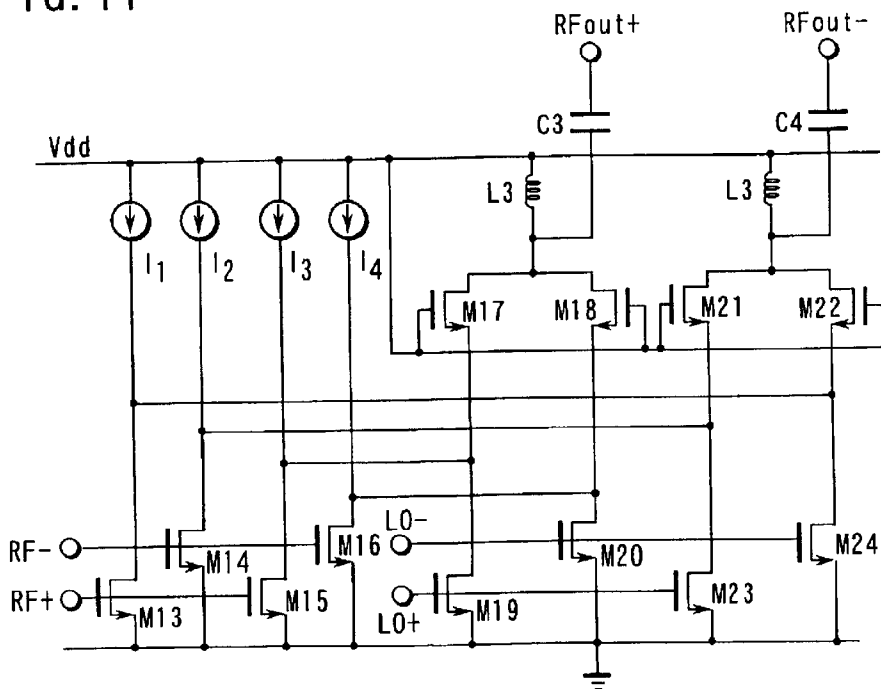 RFout+ RFout-
C3 C4
Vdd
L3 L3
I1 I2 I3 I4
M17 M18 M21 M22
RF- M14 M16 LO- M20 M24
RF+ M13 M15 LO+ M19 M23